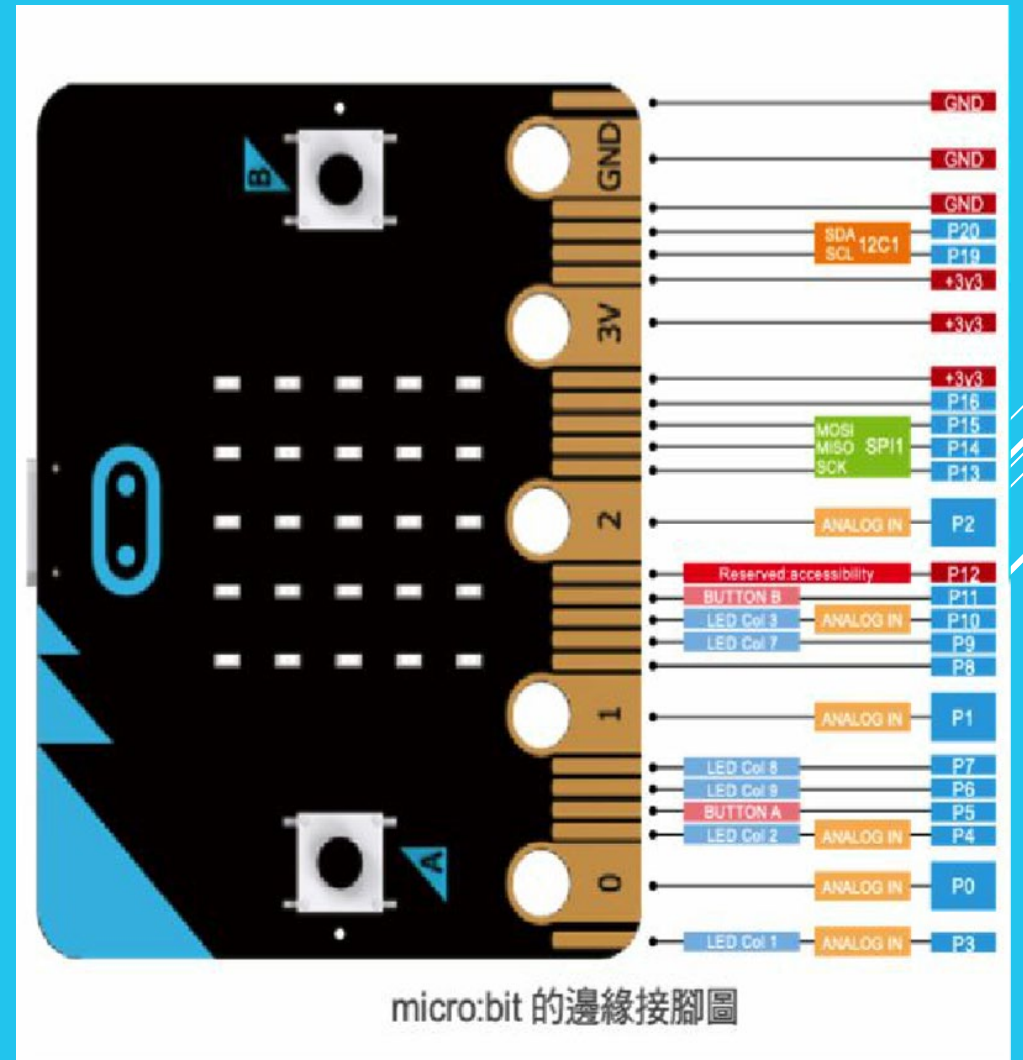 GND
GND
GND
B
GND
SDA
SCL
12C1
P20
P19
+3v3
3V
+3v3
+3v3
P16
MOSI
MISO
SCK
SPI1
P15
P14
P13
2
ANALOG IN
P2
Reserved:accessibility
P12
BUTTON B
P11
LED Col 3
ANALOG IN
P10
LED Col 7
P9
P8
1
ANALOG IN
P1
LED Col 8
P7
LED Col 9
P6
BUTTON A
P5
LED Col 2
ANALOG IN
P4
A
0
ANALOG IN
P0
LED Col 1
ANALOG IN
P3
micro:bit 的邊緣接腳圖